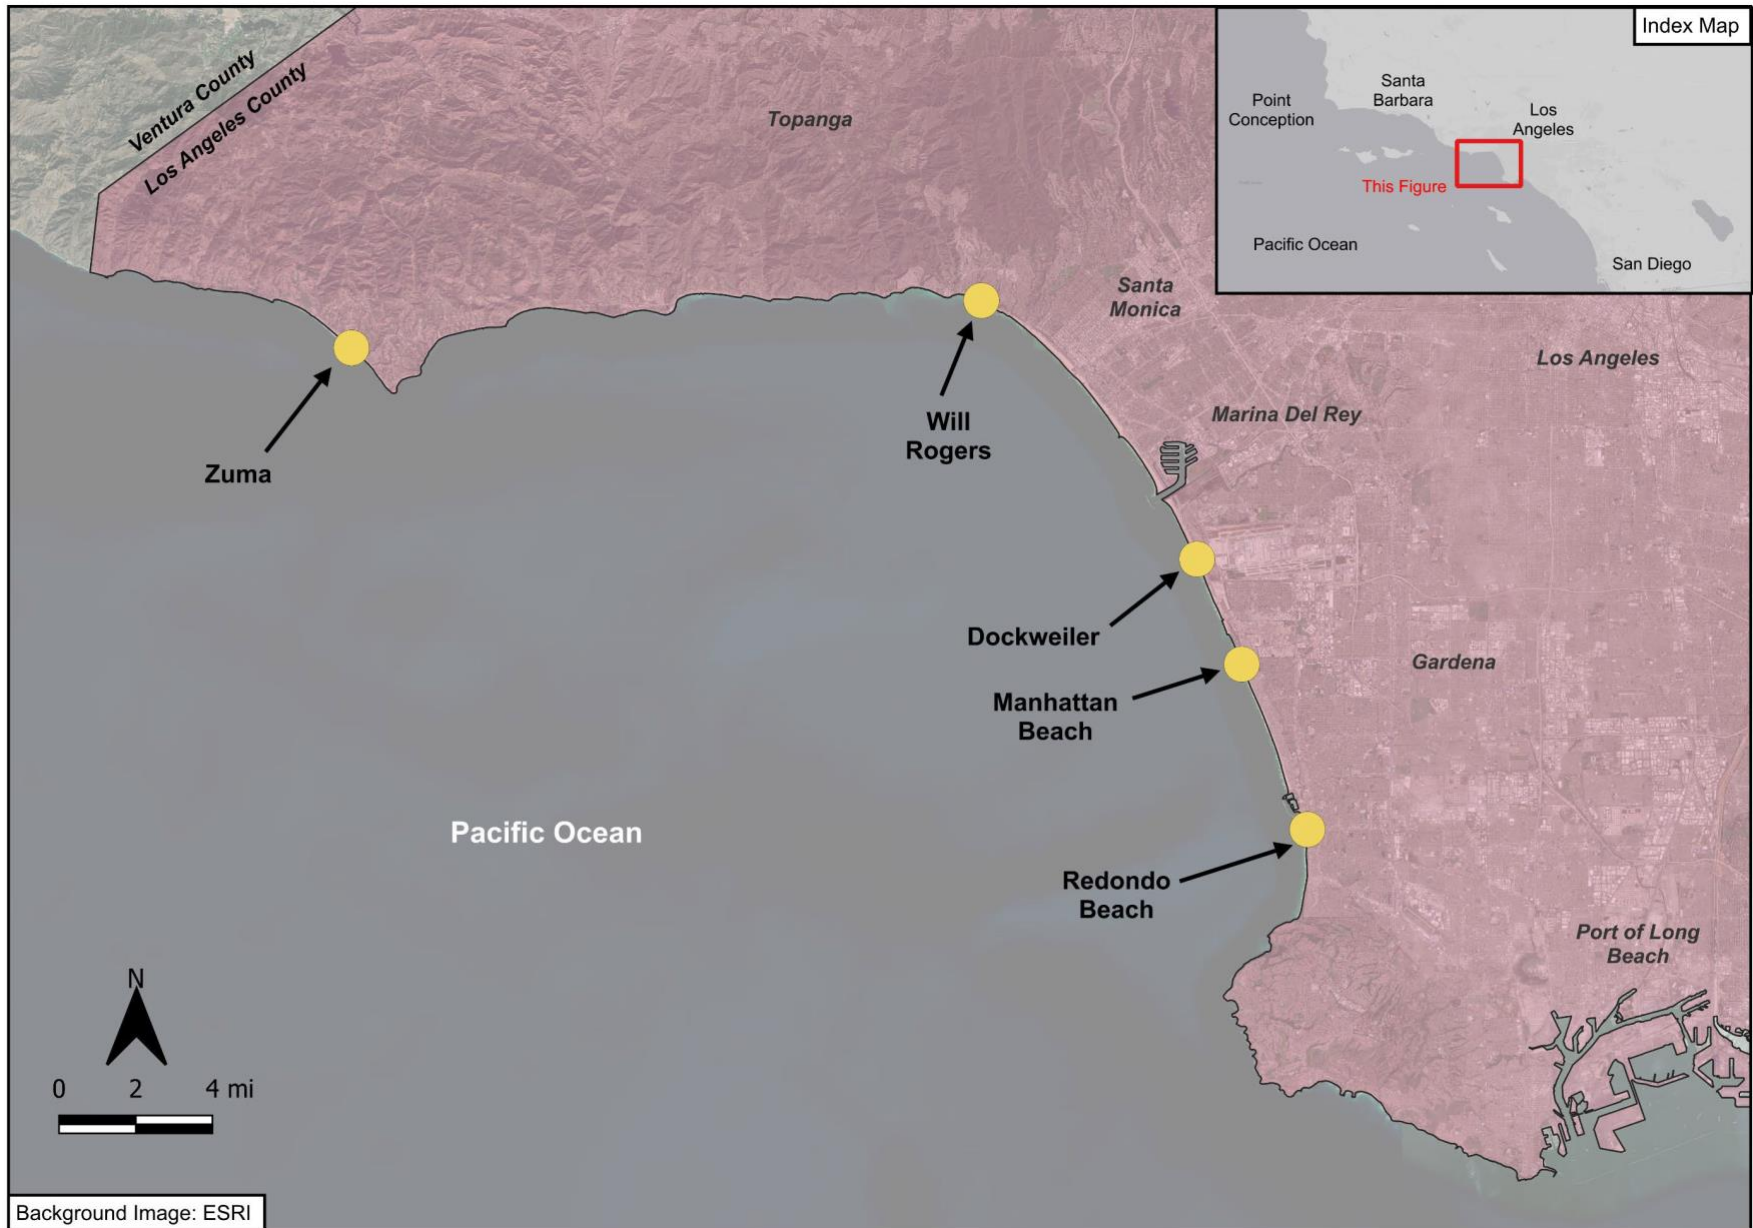 Index Map
Ventura County
Los Angeles County
Topanga
Santa
Barbara
Point
Conception
Los
Angeles
This Figure
Pacific Ocean
San Diego
Santa
Monica
Los Angeles
Marina Del Rey
Will
Rogers
Zuma
Dockweiler
Gardena
Manhattan
Beach
Pacific Ocean
Redondo
Beach
Port of Long
Beach
N
0 2 4 mi
Background Image: ESRI